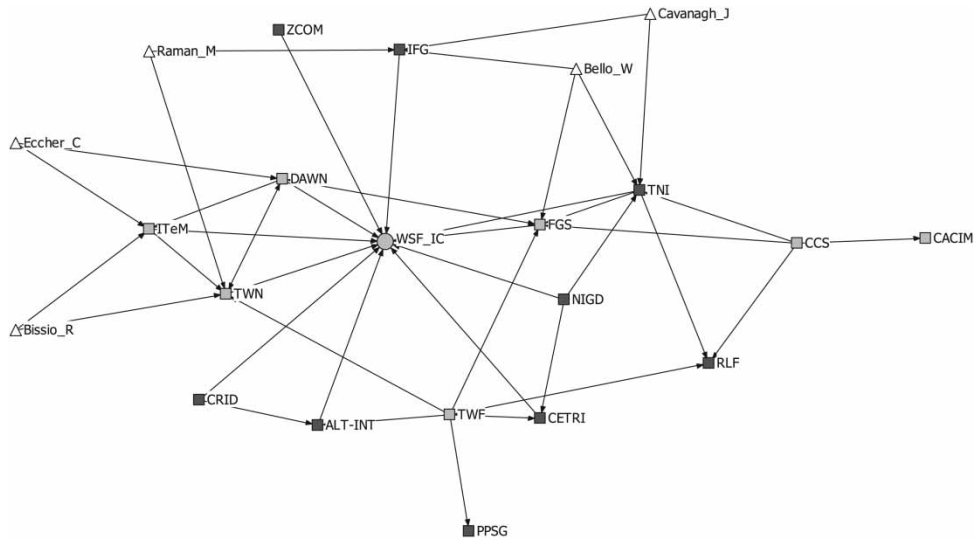 Cavanagh_J
ZCOM
Raman_M
IFG
Bello_W
Eccher_C
DAWN
TNI
ITeM
WSF_IC
FGS
CCS
CACIM
TWN
NIGD
Bissio_R
RLF
CRID
ALT-INT
TWF
CETRI
PPSG